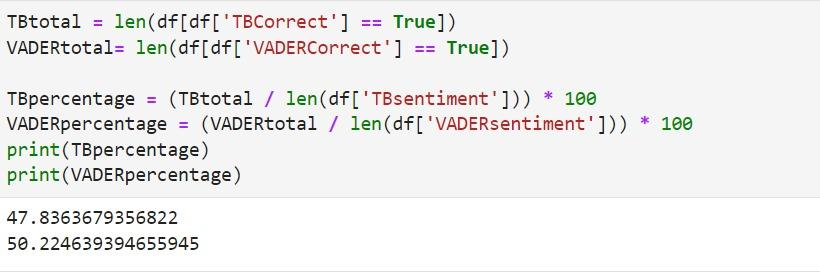 TBtotal = len(df[df['TBCorrect'] == True])
VADERtotal= len(df[df['VADERCorrect'] == True])
TBpercentage = (TBtotal / len(df['TBsentiment'])) * 100
VADERpercentage = (VADERtotal / len(df['VADERsentiment'])) * 100
print(TBpercentage)
print(VADERpercentage)
47.8363679356822
50.224639394655945